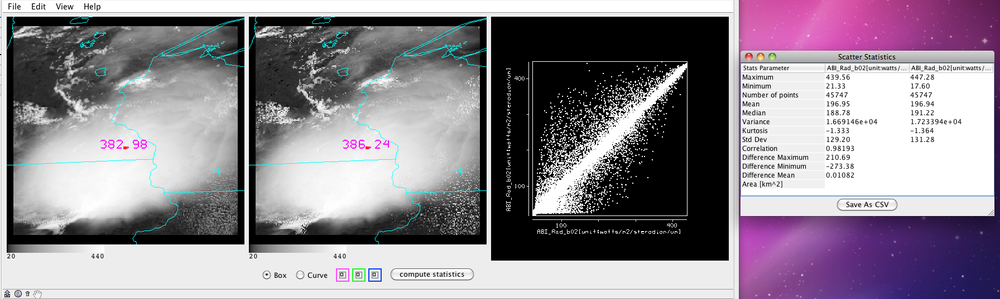 File Edit View Help
382.98
20 440
386.24
20 440
ABI_Rad_b02[unit:watts/m2/steradian/um]
400
100
100 400
ABI_Rad_b02[unit:watts/m2/steradian/um]
Box Curve compute statistics
Scatter Statistics
Stats Parameter ABI_Rad_b02[unit:watts/... ABI_Rad_b02[unit:watts/...
Maximum 439.56 447.28
Minimum 21.33 17.60
Number of points 45747 45747
Mean 196.95 196.94
Median 188.78 191.22
Variance 1.669146e+04 1.723394e+04
Kurtosis -1.333 -1.364
Std Dev 129.20 131.28
Correlation 0.98193
Difference Maximum 210.69
Difference Minimum -273.38
Difference Mean 0.01082
Area [km^2]
Save As CSV